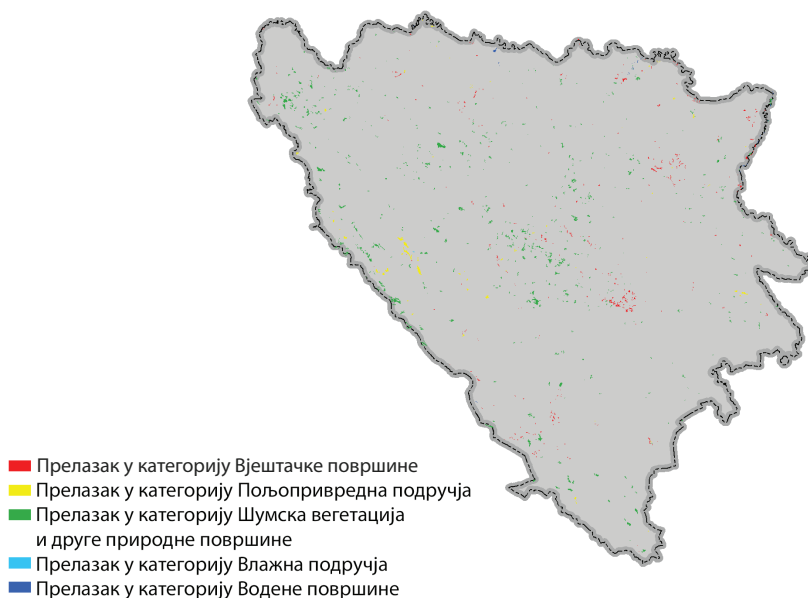 Прелазак у категорију Вјештачке површине
Прелазак у категорију Пољопривредна подручја
Прелазак у категорију Шумска вегетација
и друге природне површине
Прелазак у категорију Влажна подручја
Прелазак у категорију Водене површине